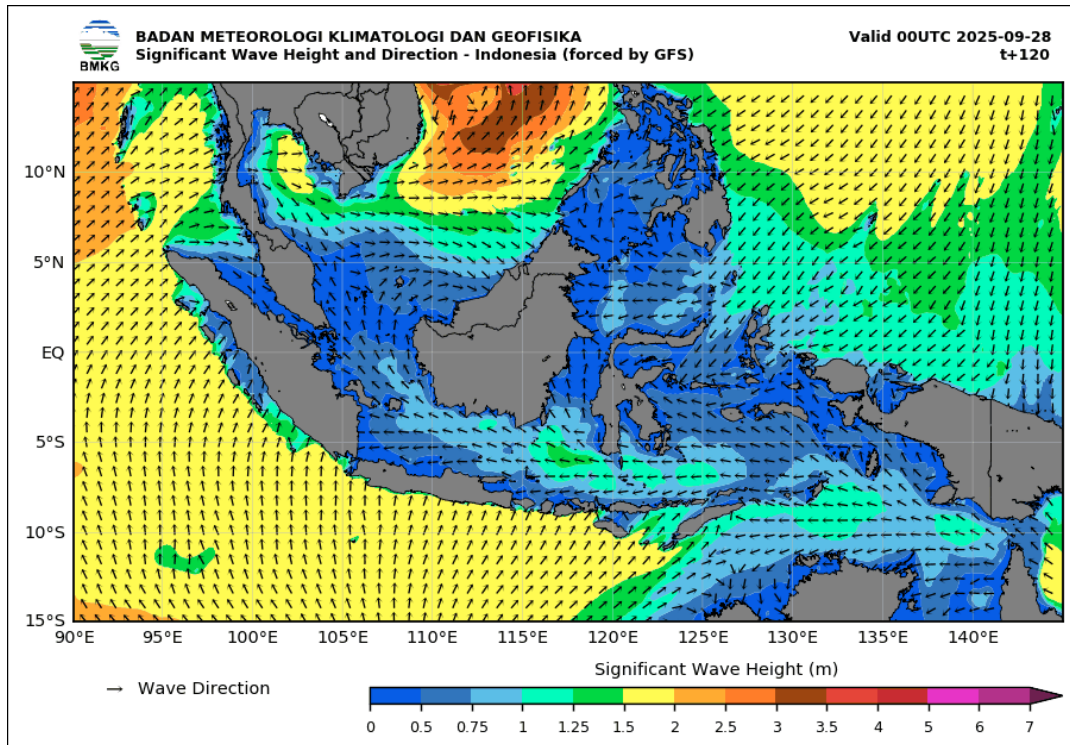 BADAN METEOROLOGI KLIMATOLOGI DAN GEOFISIKA
Significant Wave Height and Direction - Indonesia (forced by GFS)
Valid 00UTC 2025-09-28
t+120
BMKG
10°N
5°N
EQ
5°S
10°S
15°S
90°E 95°E 100°E 105°E 110°E 115°E 120°E 125°E 130°E 135°E 140°E
Wave Direction
Significant Wave Height (m)
0 0.5 0.75 1 1.25 1.5 2 2.5 3 3.5 4 5 6 7